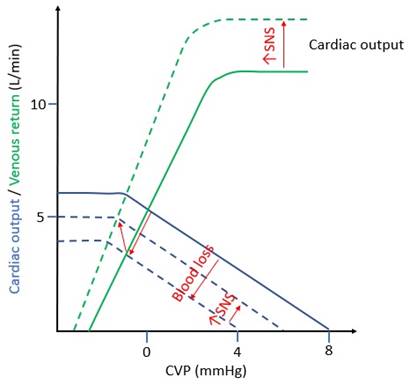 ↑SNS
Cardiac output
10
5
Blood loss
↑SNS
0
4
8
CVP (mmHg)
Cardiac output / Venous return (L/min)